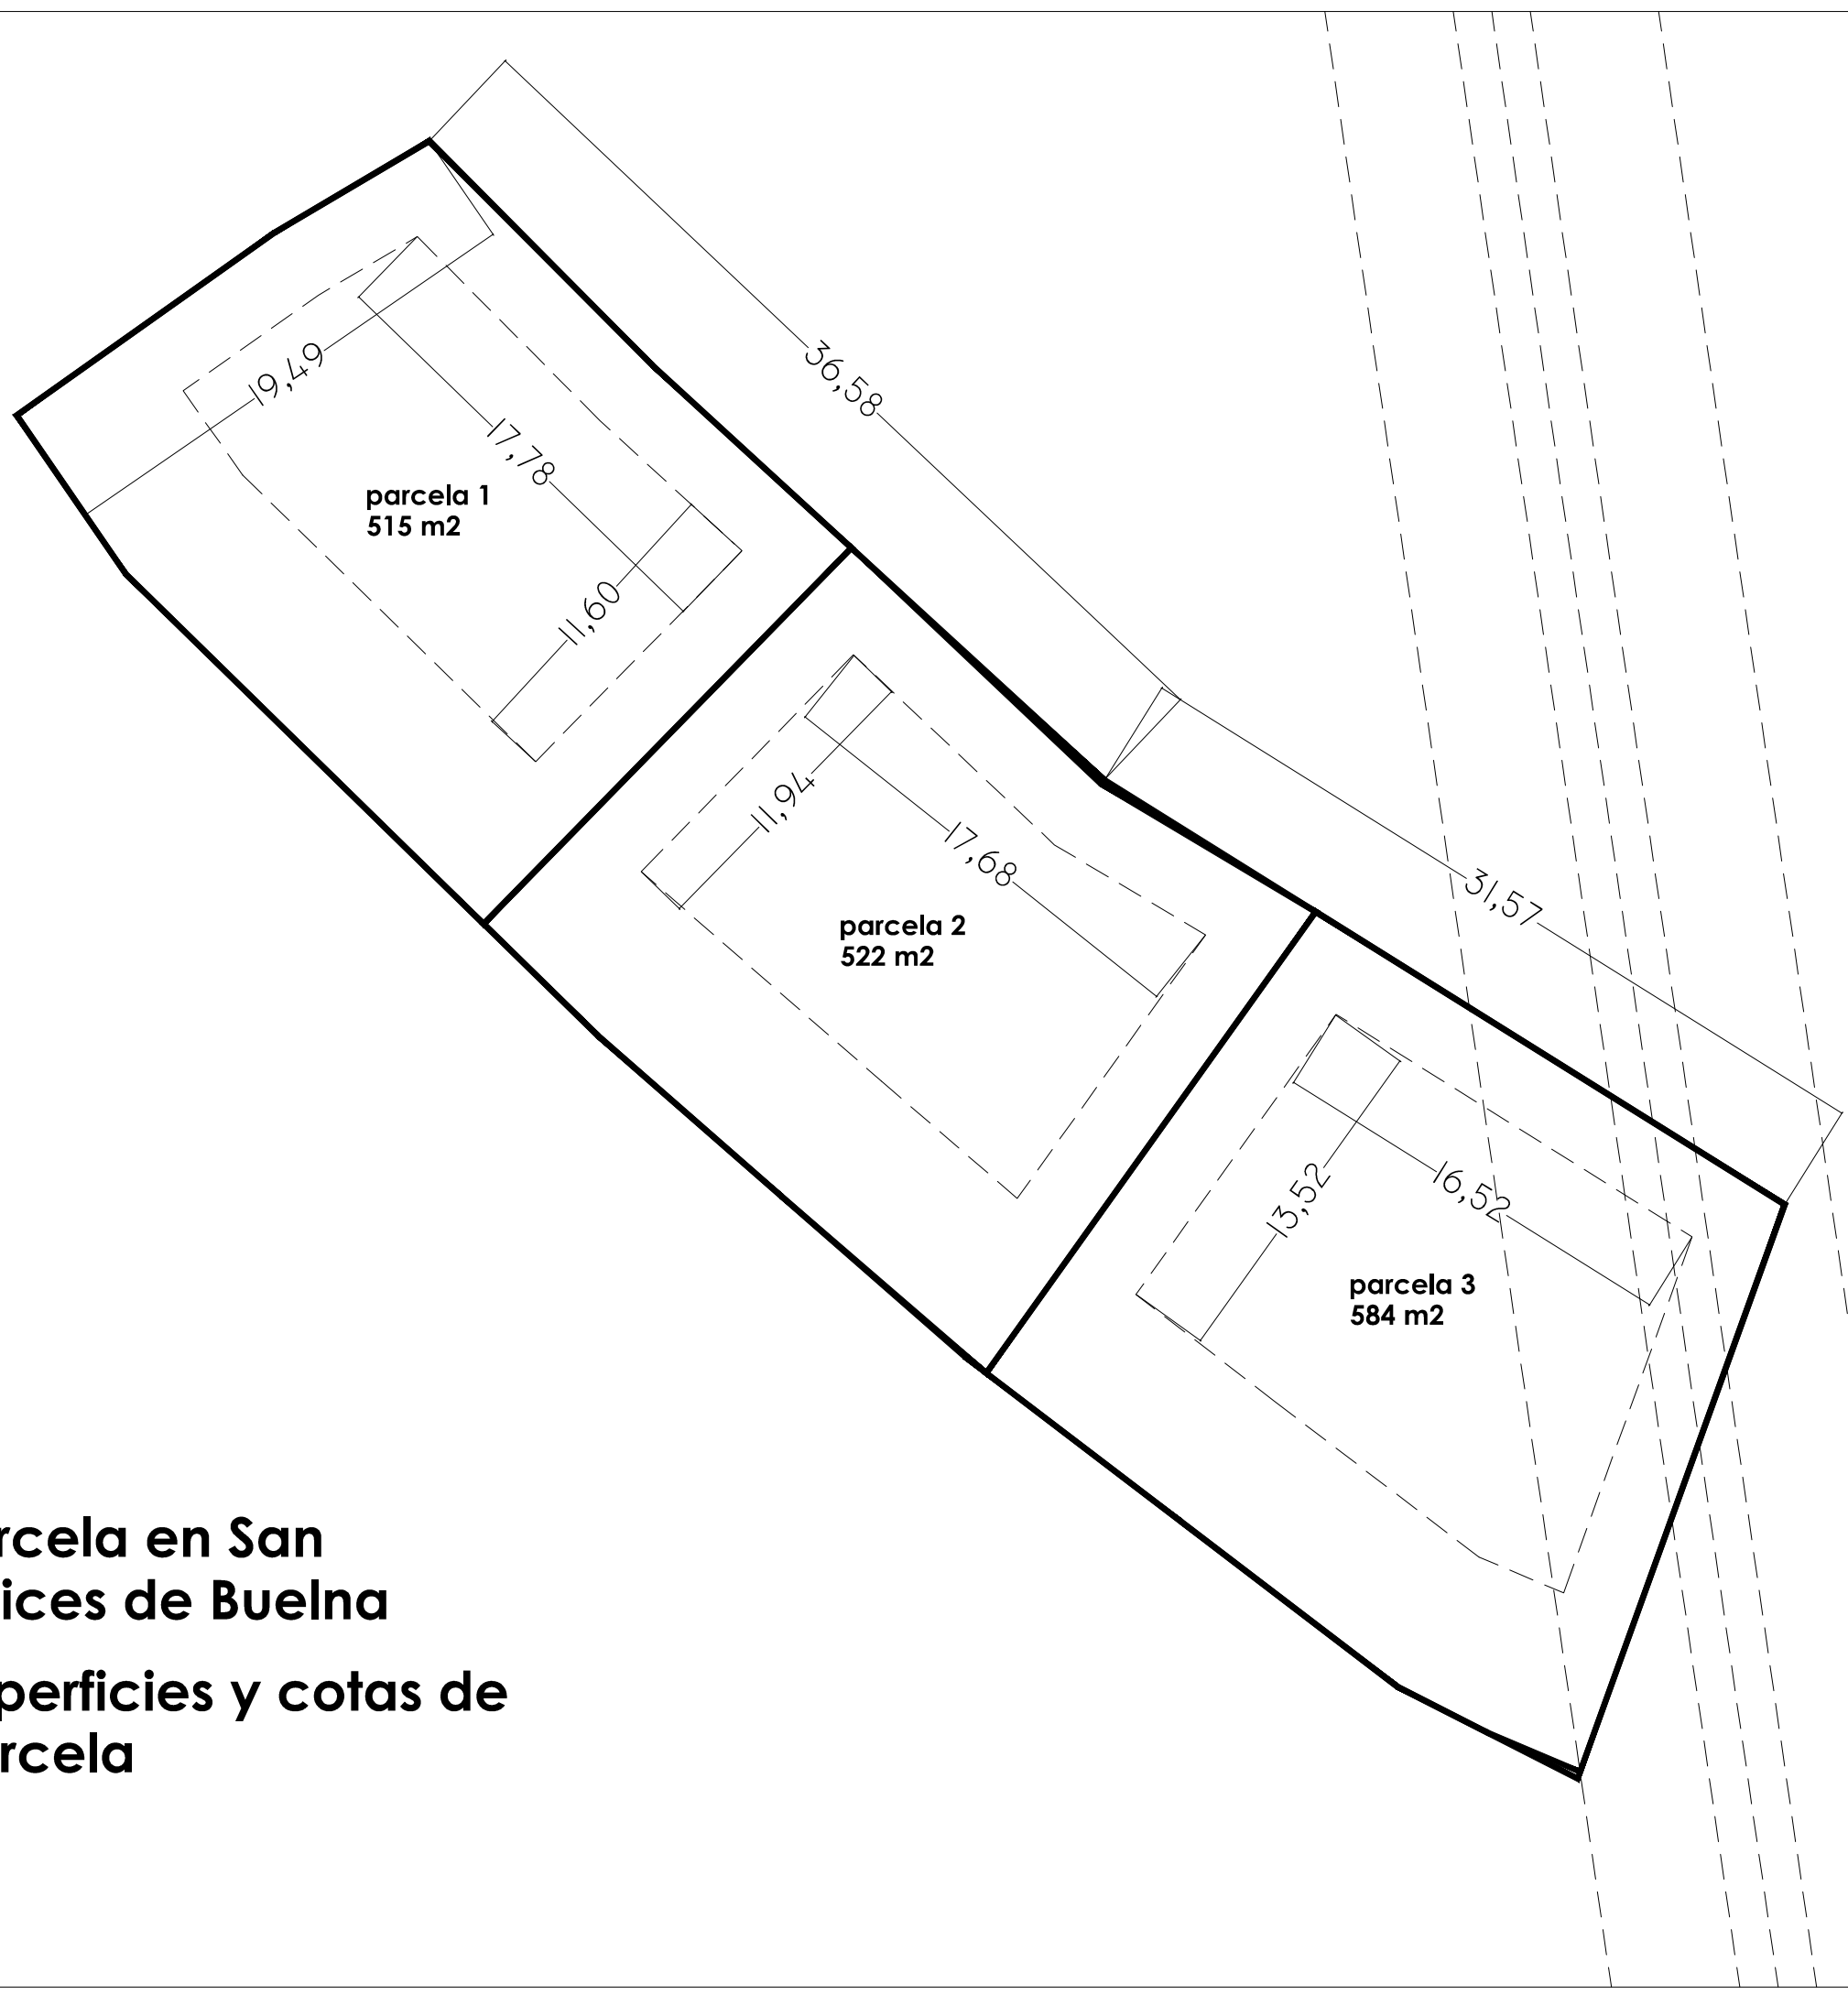 36,58
19,49
17,78
parcela 1
515 m2
11,60
11,94
17,68
31,57
parcela 2
522 m2
13,52
16,52
parcela 3
584 m2
rcela en San
ices de Buelna
perficies y cotas de
rcela